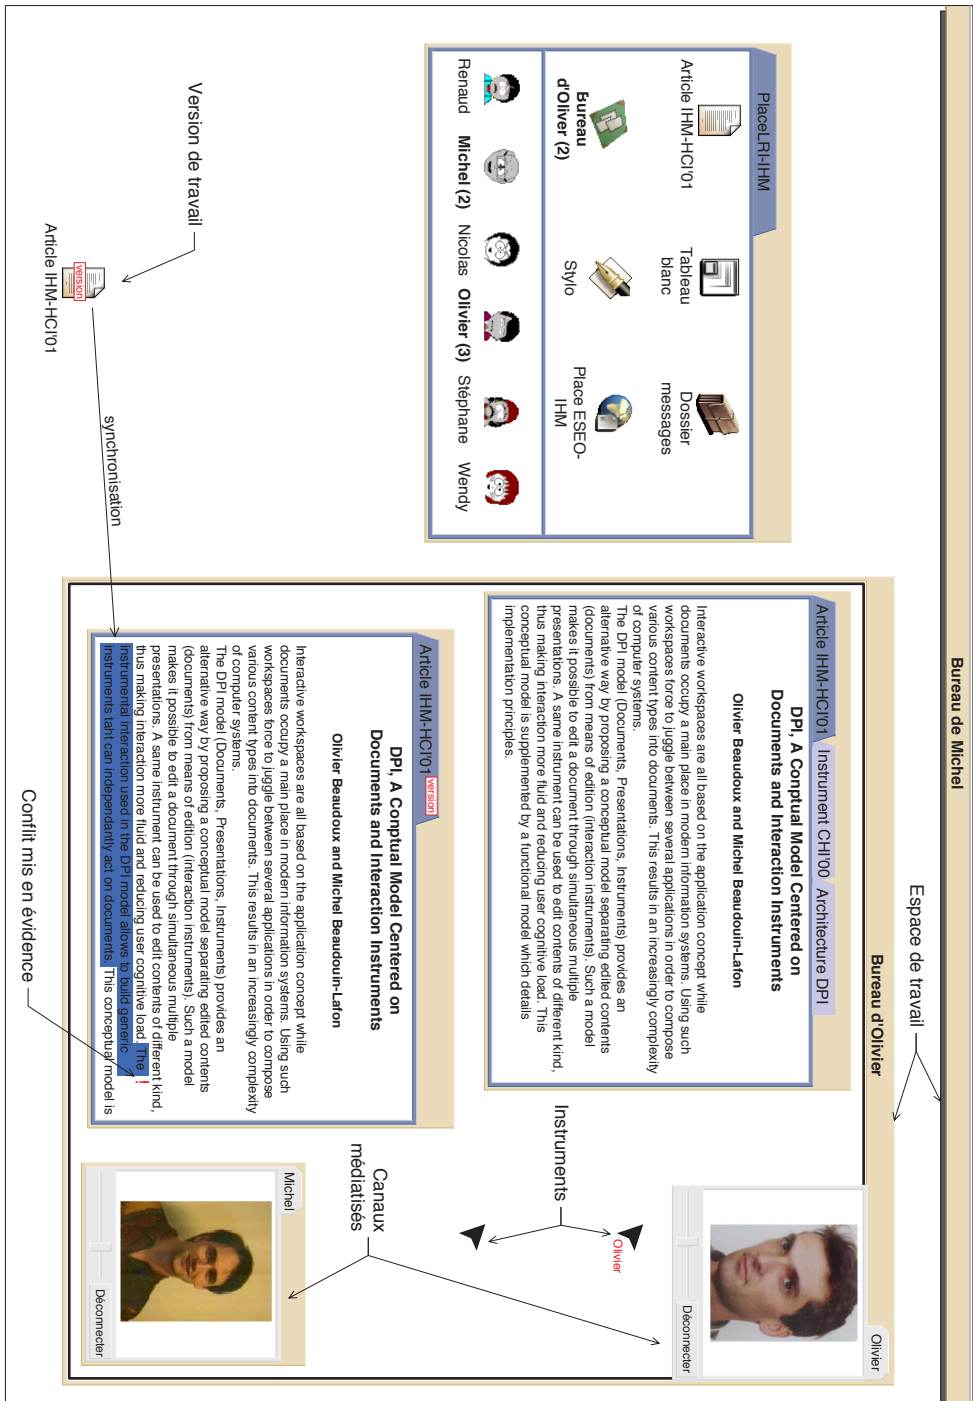 Bureau de Michel
Espace de travail
Bureau d'Olivier
PlaceLRI-IHM
Article IHM-HCI'01
Tableau
blanc
Dossier
messages
Bureau
d'Oliver (2)
Stylo
Place ESEO-
IHM
Renaud
Michel (2)
Nicolas
Olivier (3)
Stéphane
Wendy
Article IHM-HCI'01
Instrument CHI'00
Architecture DPI
DPI, A Conptual Model Centered on
Documents and Interaction Instruments
Olivier Beaudoux and Michel Beaudouin-Lafon
Interactive workspaces are all based on the application concept while
documents occupy a main place in modern information systems. Using such
workspaces force to juggle between several applications in order to compose
various content types into documents. This results in an increasingly complexity
of computer systems.
The DPI model (Documents, Presentations, Instruments) provides an
alternative way by proposing a conceptual model separating edited contents
(documents) from means of edition (interaction instruments). Such a model
makes it possible to edit a document through simultaneous multiple
presentations. A same instrument can be used to edit contents of different kind,
thus making interaction more fluid and reducing user cognitive load. This
conceptual model is supplemented by a functional model which details
implementation principles.
Olivier
Déconnecter
Instruments
Olivier
Canaux
médiatisés
Michel
Déconnecter
Article IHM-HCI'01
version
DPI, A Conptual Model Centered on
Documents and Interaction Instruments
Olivier Beaudoux and Michel Beaudouin-Lafon
Interactive workspaces are all based on the application concept while
documents occupy a main place in modern information systems. Using such
workspaces force to juggle between several applications in order to compose
various content types into documents. This results in an increasingly complexity
of computer systems.
The DPI model (Documents, Presentations, Instruments) provides an
alternative way by proposing a conceptual model separating edited contents
(documents) from means of edition (interaction instruments). Such a model
makes it possible to edit a document through simultaneous multiple
presentations. A same instrument can be used to edit contents of different kind,
thus making interaction more fluid and reducing user cognitive load. The !
instrumental interaction used in the DPI model allows to build generic
instruments taht can independantly act on documents. This conceptual model is
Version de travail
version
Article IHM-HCI'01
synchronisation
Conflit mis en évidence